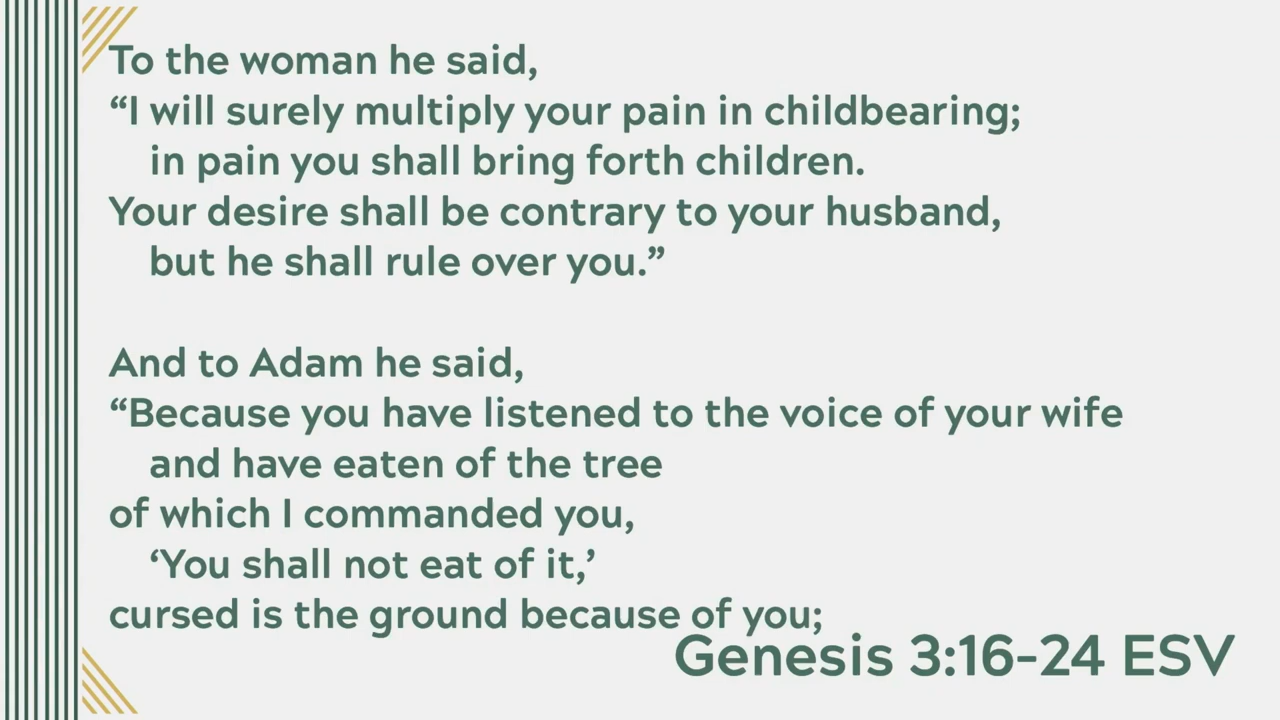 To the woman he said,
“I will surely multiply your pain in childbearing;
in pain you shall bring forth children.
Your desire shall be contrary to your husband,
but he shall rule over you.”
And to Adam he said,
“Because you have listened to the voice of your wife
and have eaten of the tree
of which I commanded you,
‘You shall not eat of it,’
cursed is the ground because of you;
Genesis 3:16-24 ESV